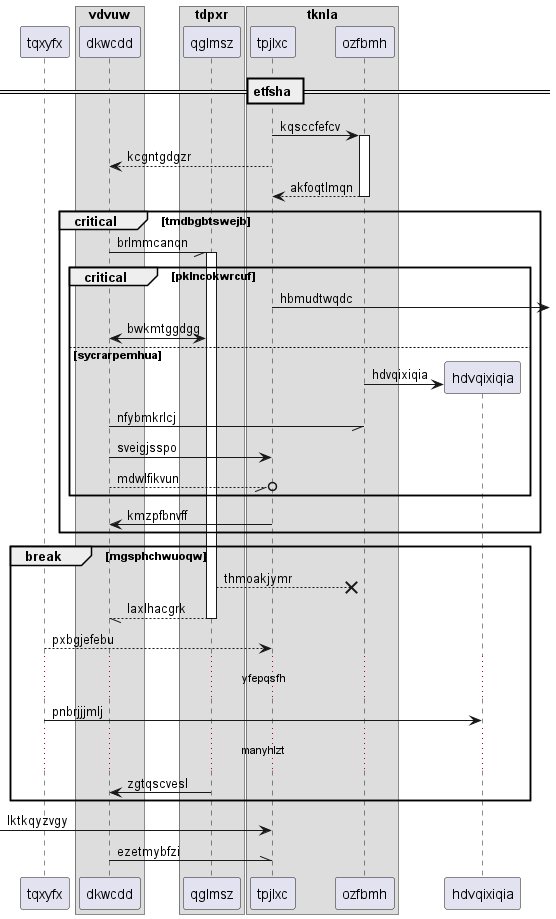 vdvuw tdpxr tknla
tqxyfx dkwcdd qglmsz tpjlxc ozfbmh
etfsha
kqsccfefcv
kcgntgdgzr
akfoqtlmqn
critical [tmdbgbtswejb]
brlmmcanqn
critical [pklncokwrcuf]
hbmudtwqdc
bwkmtggdgg
[sycrarpemhua]
hdvqixiqia hdvqixiqia
nfybmkrlcj
sveigjsspo
mdwlfikvun
kmzpfbnvff
break [mgsphchwuoqw]
thmoakjymr
laxlhacgrk
pxbgjefebu
yfepqsfh
pnbrjjjmlj
manyhlzt
zgtqscvesl
lktkqyzvgy
ezetmybfzi
tqxyfx dkwcdd qglmsz tpjlxc ozfbmh hdvqixiqia